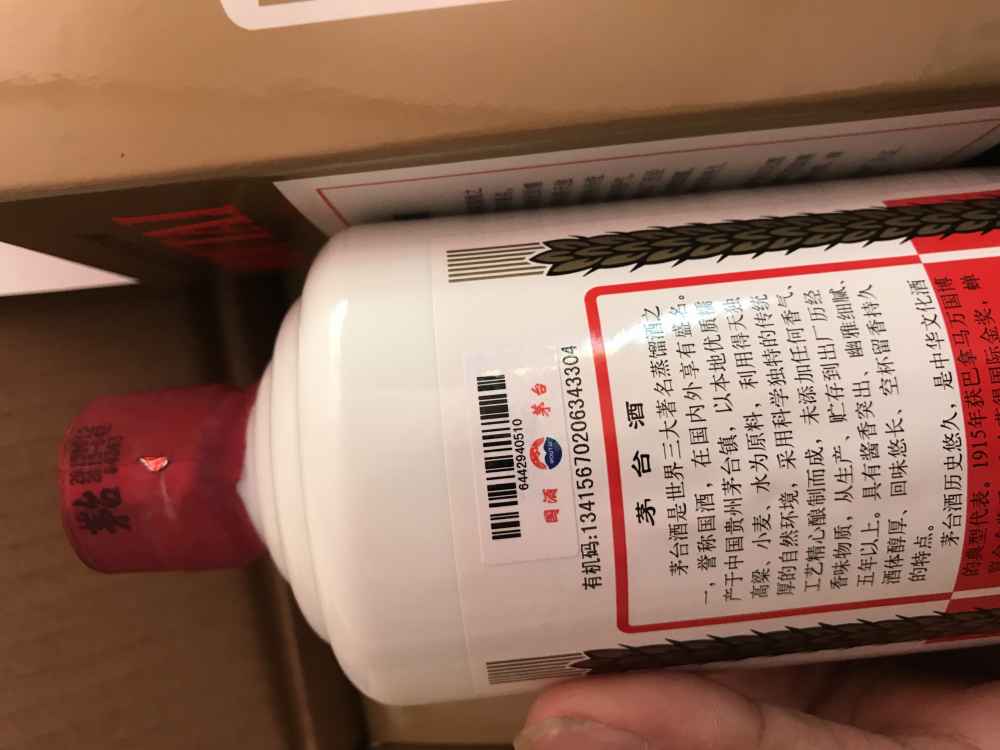 茅台
国酒 茅台
6442940510
有机码:13415670206343304
茅 台 酒
茅台酒是世界三大著名蒸馏酒之
一，誉称国酒，在国内外享有盛名。
产于中国贵州茅台镇，以本地优质糯
高粱、小麦、水为原料，利用得天独
厚的自然环境，采用科学独特的传统
工艺精心酿制而成，未添加任何香气、
香味物质，从生产、贮存到出厂历经
五年以上。具有酱香突出、幽雅细腻、
酒体醇厚、回味悠长、空杯留香持久
的特点。
茅台酒历史悠久，是中华文化酒
的典型代表。1915年获巴拿马万国博